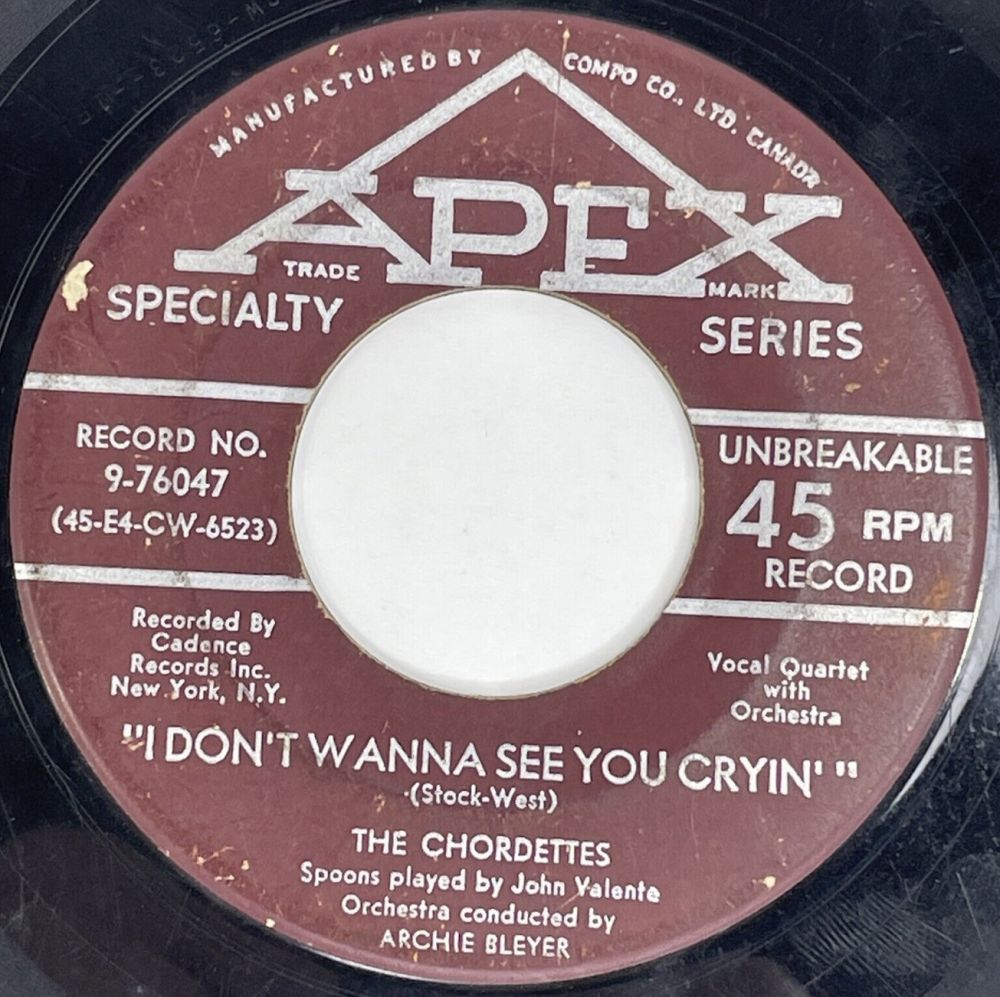 MANUFACTURED BY COMPO CO., LTD. CANADA
APEX
TRADE MARK
SPECIALTY SERIES
RECORD NO.
9-76047
(45-E4-CW-6523)
UNBREAKABLE
45 RPM
RECORD
Recorded By
Cadence
Records Inc.
New York, N.Y.
Vocal Quartet
with
Orchestra
"I DON'T WANNA SEE YOU CRYIN' "
(Stock-West)
THE CHORDETTES
Spoons played by John Valente
Orchestra conducted by
ARCHIE BLEYER